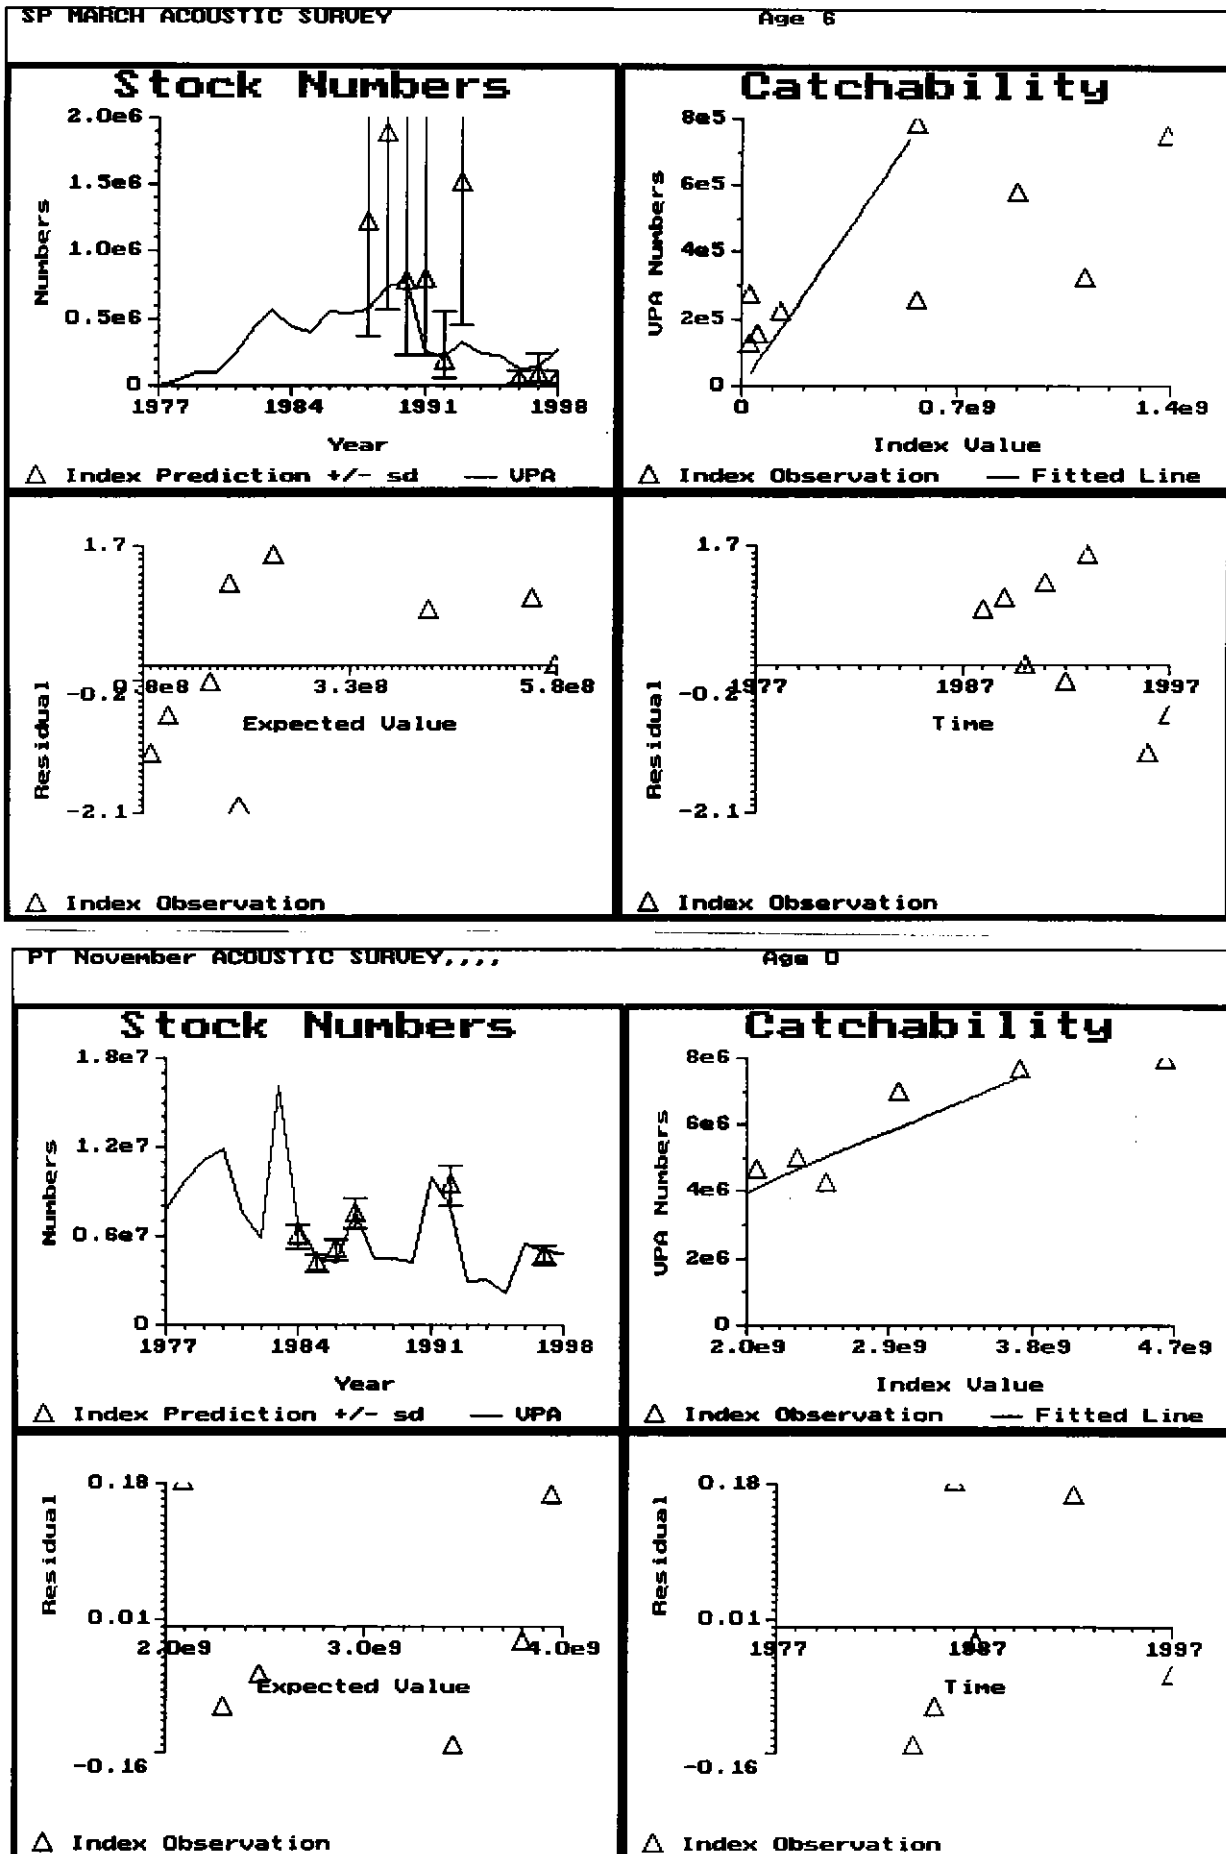 SP MARCH ACOUSTIC SURVEY Age 6
Stock Numbers
Numbers
2.0e6
1.5e6
1.0e6
0.5e6
0
1977 1984 1991 1998
Year
Index Prediction +/- sd VPA
Catchability
VPA Numbers
8e5
6e5
4e5
2e5
0
0 0.7e9 1.4e9
Index Value
Index Observation Fitted Line
Residual
1.7
-0.2
-2.1
3.3e8 5.8e8
Expected Value
Index Observation
Residual
1.7
-0.2
-2.1
1977 1987 1997
Time
Index Observation
PT November ACOUSTIC SURVEY,,,, Age 0
Stock Numbers
Numbers
1.8e7
1.2e7
0.6e7
0
1977 1984 1991 1998
Year
Index Prediction +/- sd VPA
Catchability
VPA Numbers
8e6
6e6
4e6
2e6
0
2.0e9 2.9e9 3.8e9 4.7e9
Index Value
Index Observation Fitted Line
Residual
0.18
0.01
-0.16
2.0e9 3.0e9 4.0e9
Expected Value
Index Observation
Residual
0.18
0.01
-0.16
1977 1987 1997
Time
Index Observation